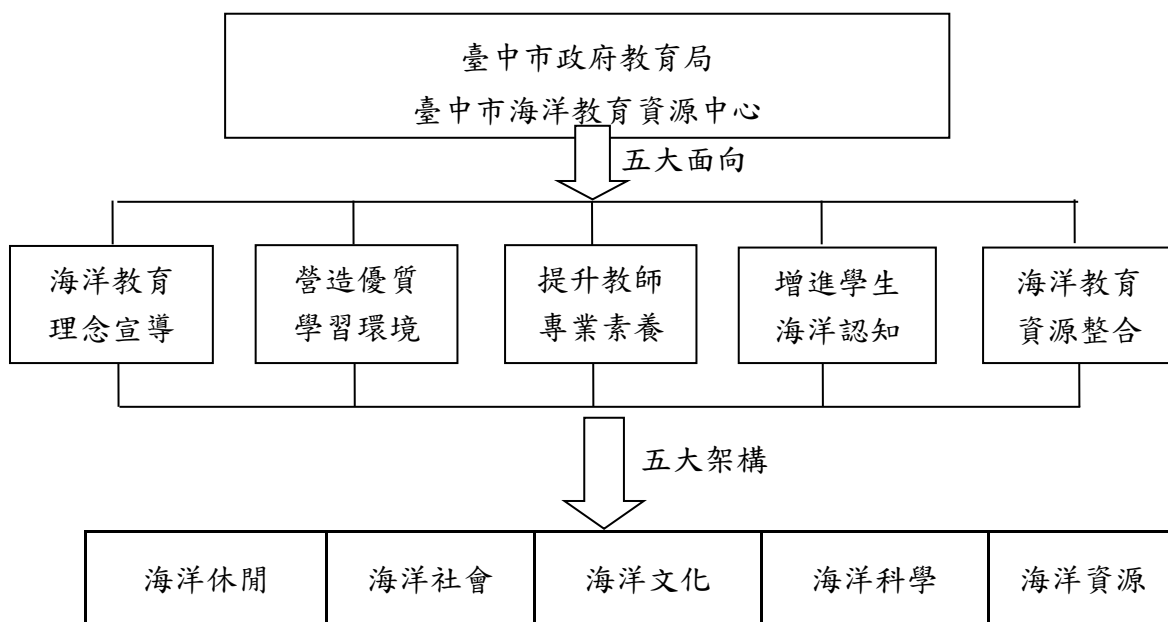 臺中市政府教育局
臺中市海洋教育資源中心
五大面向
海洋教育
理念宣導
營造優質
學習環境
提升教師
專業素養
增進學生
海洋認知
海洋教育
資源整合
五大架構
海洋休閒
海洋社會
海洋文化
海洋科學
海洋資源